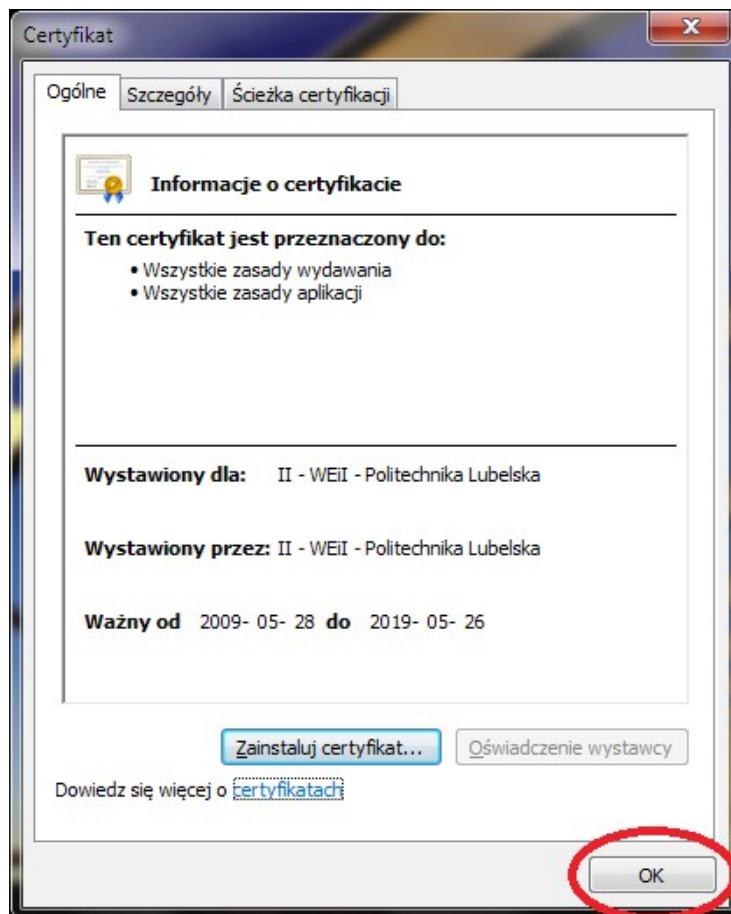 Certyfikat
Ogólne Szczegóły Ścieżka certyfikacji
Informacje o certyfikacie
Ten certyfikat jest przeznaczony do:
• Wszystkie zasady wydawania
• Wszystkie zasady aplikacji
Wystawiony dla: II - WEiI - Politechnika Lubelska
Wystawiony przez: II - WEiI - Politechnika Lubelska
Ważny od 2009- 05- 28 do 2019- 05- 26
Zainstaluj certyfikat... Oświadczenie wystawcy
Dowiedz się więcej o certyfikatach
OK